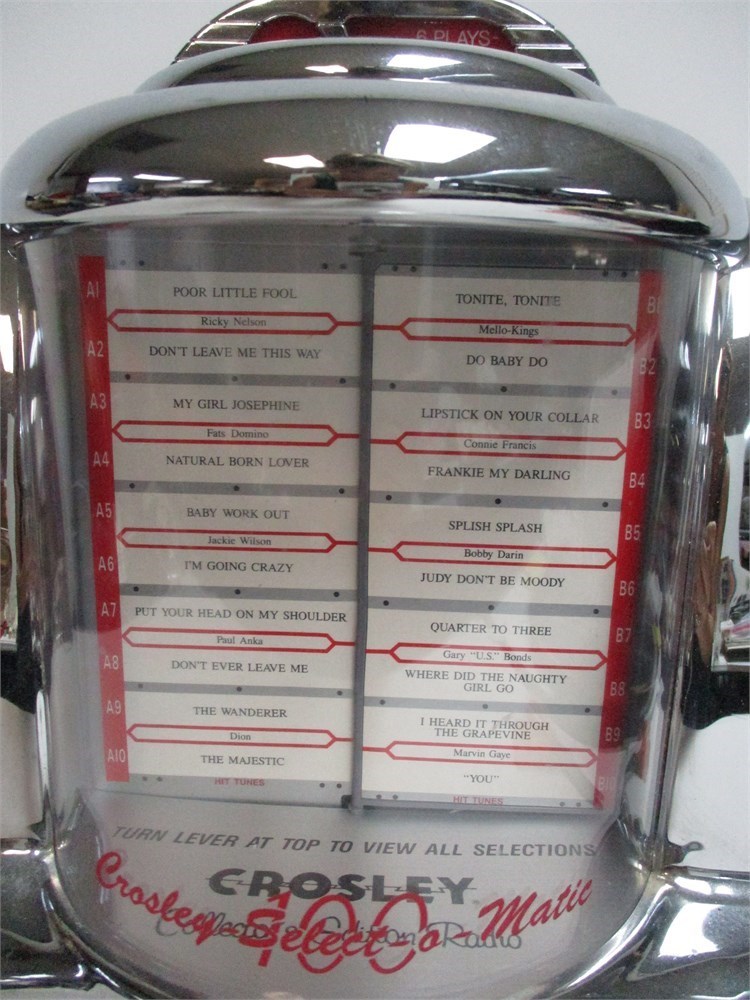 6 PLAYS
A1
POOR LITTLE FOOL
Ricky Nelson
A2
DON'T LEAVE ME THIS WAY
A3
MY GIRL JOSEPHINE
Fats Domino
A4
NATURAL BORN LOVER
A5
BABY WORK OUT
Jackie Wilson
A6
I'M GOING CRAZY
A7
PUT YOUR HEAD ON MY SHOULDER
Paul Anka
A8
DON'T EVER LEAVE ME
A9
THE WANDERER
Dion
A10
THE MAJESTIC
HIT TUNES
B1
TONITE, TONITE
Mello-Kings
B2
DO BABY DO
B3
LIPSTICK ON YOUR COLLAR
Connie Francis
B4
FRANKIE MY DARLING
B5
SPLISH SPLASH
Bobby Darin
B6
JUDY DON'T BE MOODY
B7
QUARTER TO THREE
Gary "U.S." Bonds
B8
WHERE DID THE NAUGHTY
GIRL GO
B9
I HEARD IT THROUGH
THE GRAPEVINE
Marvin Gaye
B10
"YOU"
HIT TUNES
TURN LEVER AT TOP TO VIEW ALL SELECTIONS
CROSLEY
Collector's Edition Radio
100
Crosley Select-o-Matic